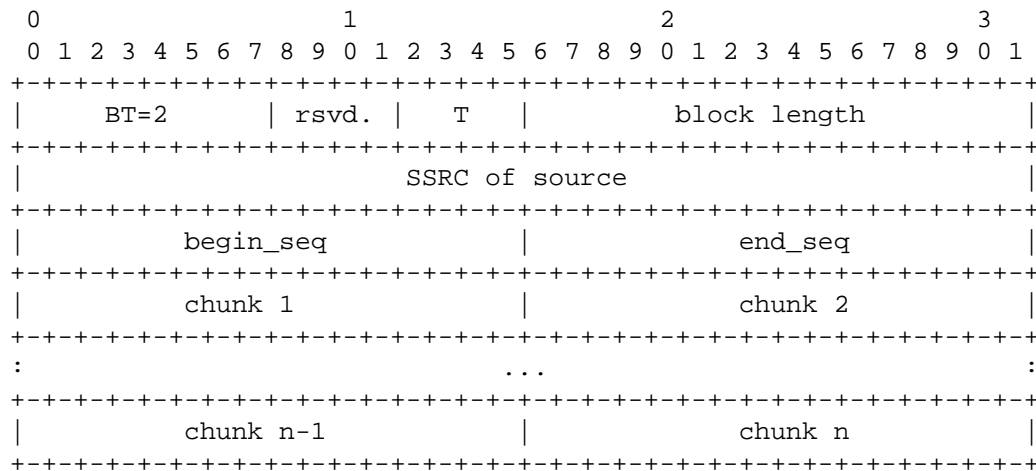 0                   1                   2                   3
 0 1 2 3 4 5 6 7 8 9 0 1 2 3 4 5 6 7 8 9 0 1 2 3 4 5 6 7 8 9 0 1
+-+-+-+-+-+-+-+-+-+-+-+-+-+-+-+-+-+-+-+-+-+-+-+-+-+-+-+-+-+-+-+-+
|     BT=2      | rsvd. |   T   |         block length          |
+-+-+-+-+-+-+-+-+-+-+-+-+-+-+-+-+-+-+-+-+-+-+-+-+-+-+-+-+-+-+-+-+
|                        SSRC of source                         |
+-+-+-+-+-+-+-+-+-+-+-+-+-+-+-+-+-+-+-+-+-+-+-+-+-+-+-+-+-+-+-+-+
|          begin_seq            |             end_seq           |
+-+-+-+-+-+-+-+-+-+-+-+-+-+-+-+-+-+-+-+-+-+-+-+-+-+-+-+-+-+-+-+-+
|          chunk 1              |             chunk 2           |
+-+-+-+-+-+-+-+-+-+-+-+-+-+-+-+-+-+-+-+-+-+-+-+-+-+-+-+-+-+-+-+-+
:                              ...                              :
+-+-+-+-+-+-+-+-+-+-+-+-+-+-+-+-+-+-+-+-+-+-+-+-+-+-+-+-+-+-+-+-+
|          chunk n-1            |             chunk n           |
+-+-+-+-+-+-+-+-+-+-+-+-+-+-+-+-+-+-+-+-+-+-+-+-+-+-+-+-+-+-+-+-+